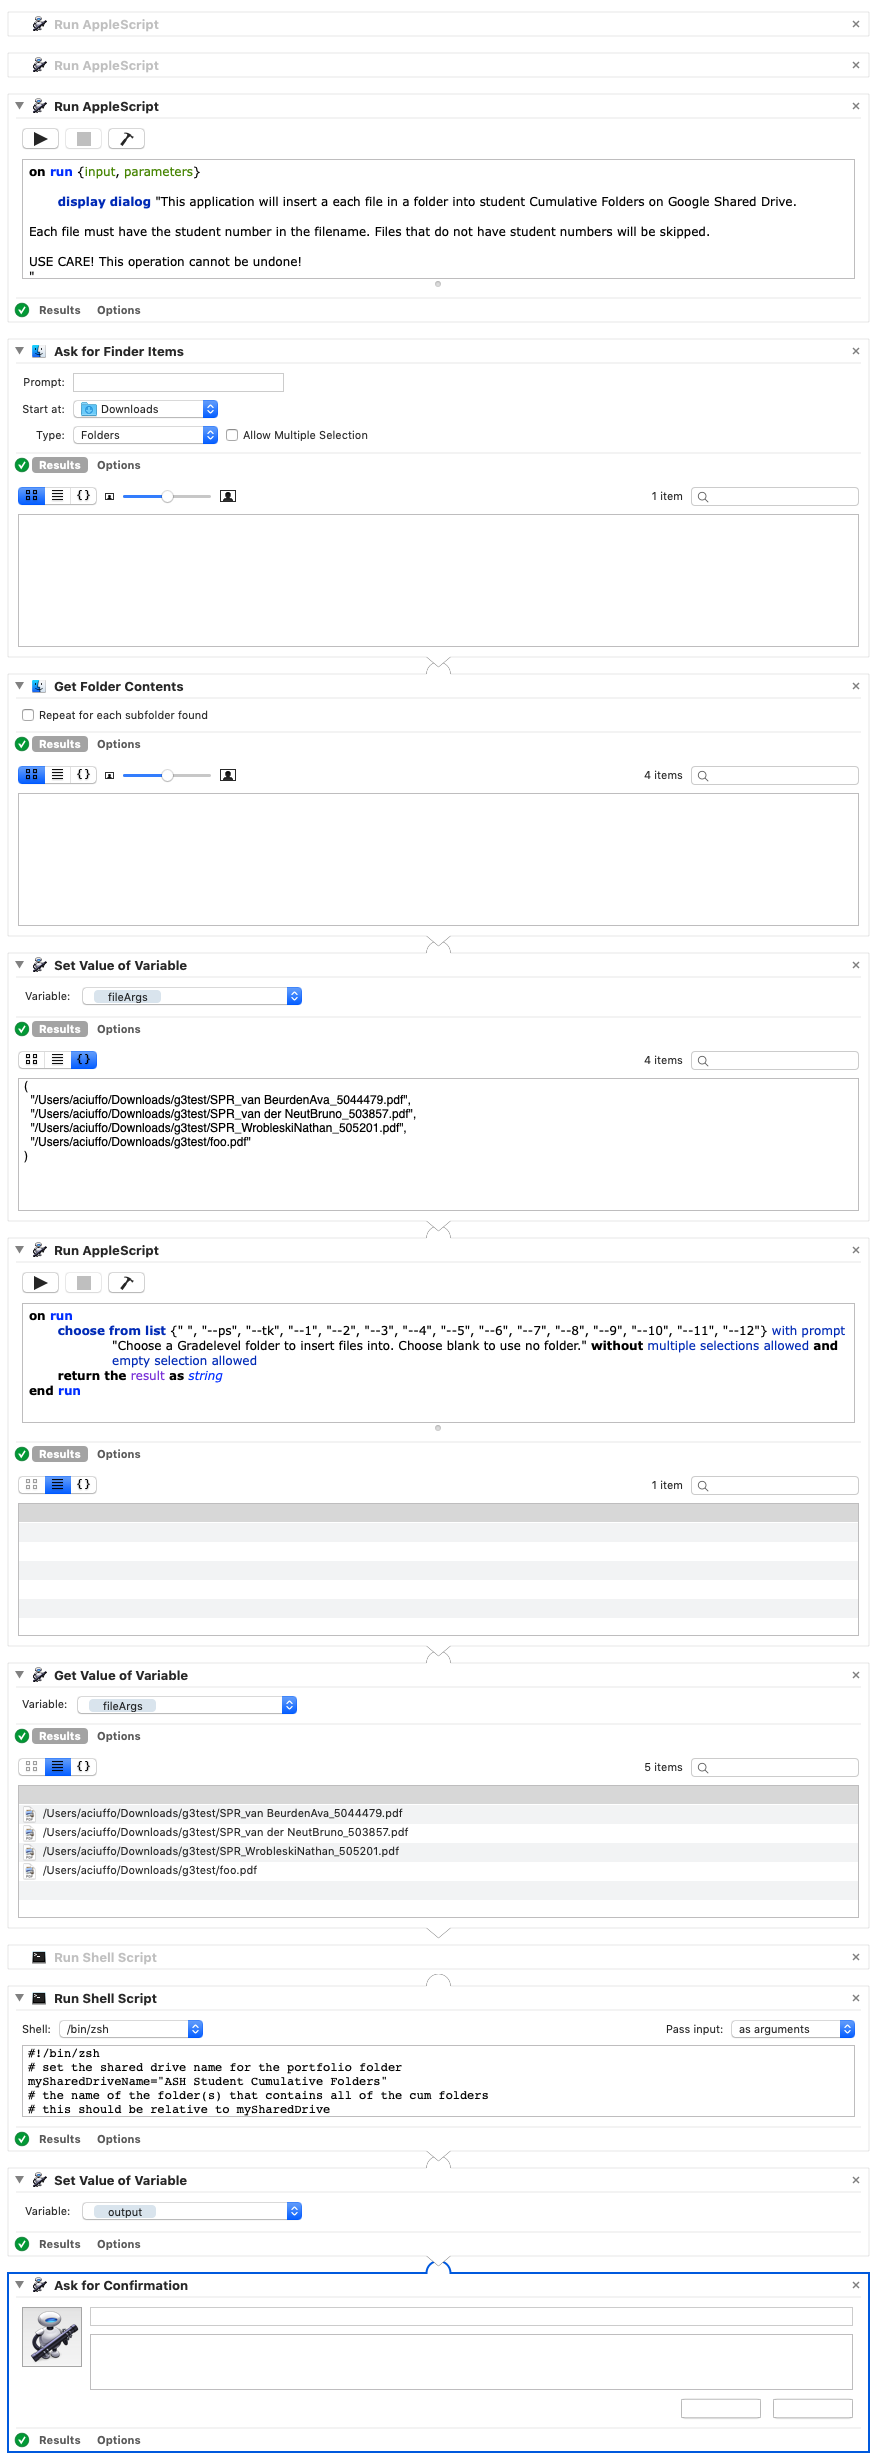 Run AppleScript
Run AppleScript
Run AppleScript
on run {input, parameters}
display dialog "This application will insert a each file in a folder into student Cumulative Folders on Google Shared Drive.
Each file must have the student number in the filename. Files that do not have student numbers will be skipped.
USE CARE! This operation cannot be undone!
"
Results Options
Ask for Finder Items
Prompt:
Start at: Downloads
Type: Folders Allow Multiple Selection
Results Options
{} 1 item
Get Folder Contents
Repeat for each subfolder found
Results Options
{} 4 items
Set Value of Variable
Variable: fileArgs
Results Options
{} 4 items
(
"/Users/aciuffo/Downloads/g3test/SPR_van BeurdenAva_5044479.pdf",
"/Users/aciuffo/Downloads/g3test/SPR_van der NeutBruno_503857.pdf",
"/Users/aciuffo/Downloads/g3test/SPR_WrobleskiNathan_505201.pdf",
"/Users/aciuffo/Downloads/g3test/foo.pdf"
)
Run AppleScript
on run
choose from list {" ", "--ps", "--tk", "--1", "--2", "--3", "--4", "--5", "--6", "--7", "--8", "--9", "--10", "--11", "--12"} with prompt
"Choose a Gradelevel folder to insert files into. Choose blank to use no folder." without multiple selections allowed and
empty selection allowed
return the result as string
end run
Results Options
{} 1 item
Get Value of Variable
Variable: fileArgs
Results Options
{} 5 items
/Users/aciuffo/Downloads/g3test/SPR_van BeurdenAva_5044479.pdf
/Users/aciuffo/Downloads/g3test/SPR_van der NeutBruno_503857.pdf
/Users/aciuffo/Downloads/g3test/SPR_WrobleskiNathan_505201.pdf
/Users/aciuffo/Downloads/g3test/foo.pdf
Run Shell Script
Run Shell Script
Shell: /bin/zsh Pass input: as arguments
#!/bin/zsh
# set the shared drive name for the portfolio folder
mySharedDriveName="ASH Student Cumulative Folders"
# the name of the folder(s) that contains all of the cum folders
# this should be relative to mySharedDrive
Results Options
Set Value of Variable
Variable: output
Results Options
Ask for Confirmation
Results Options